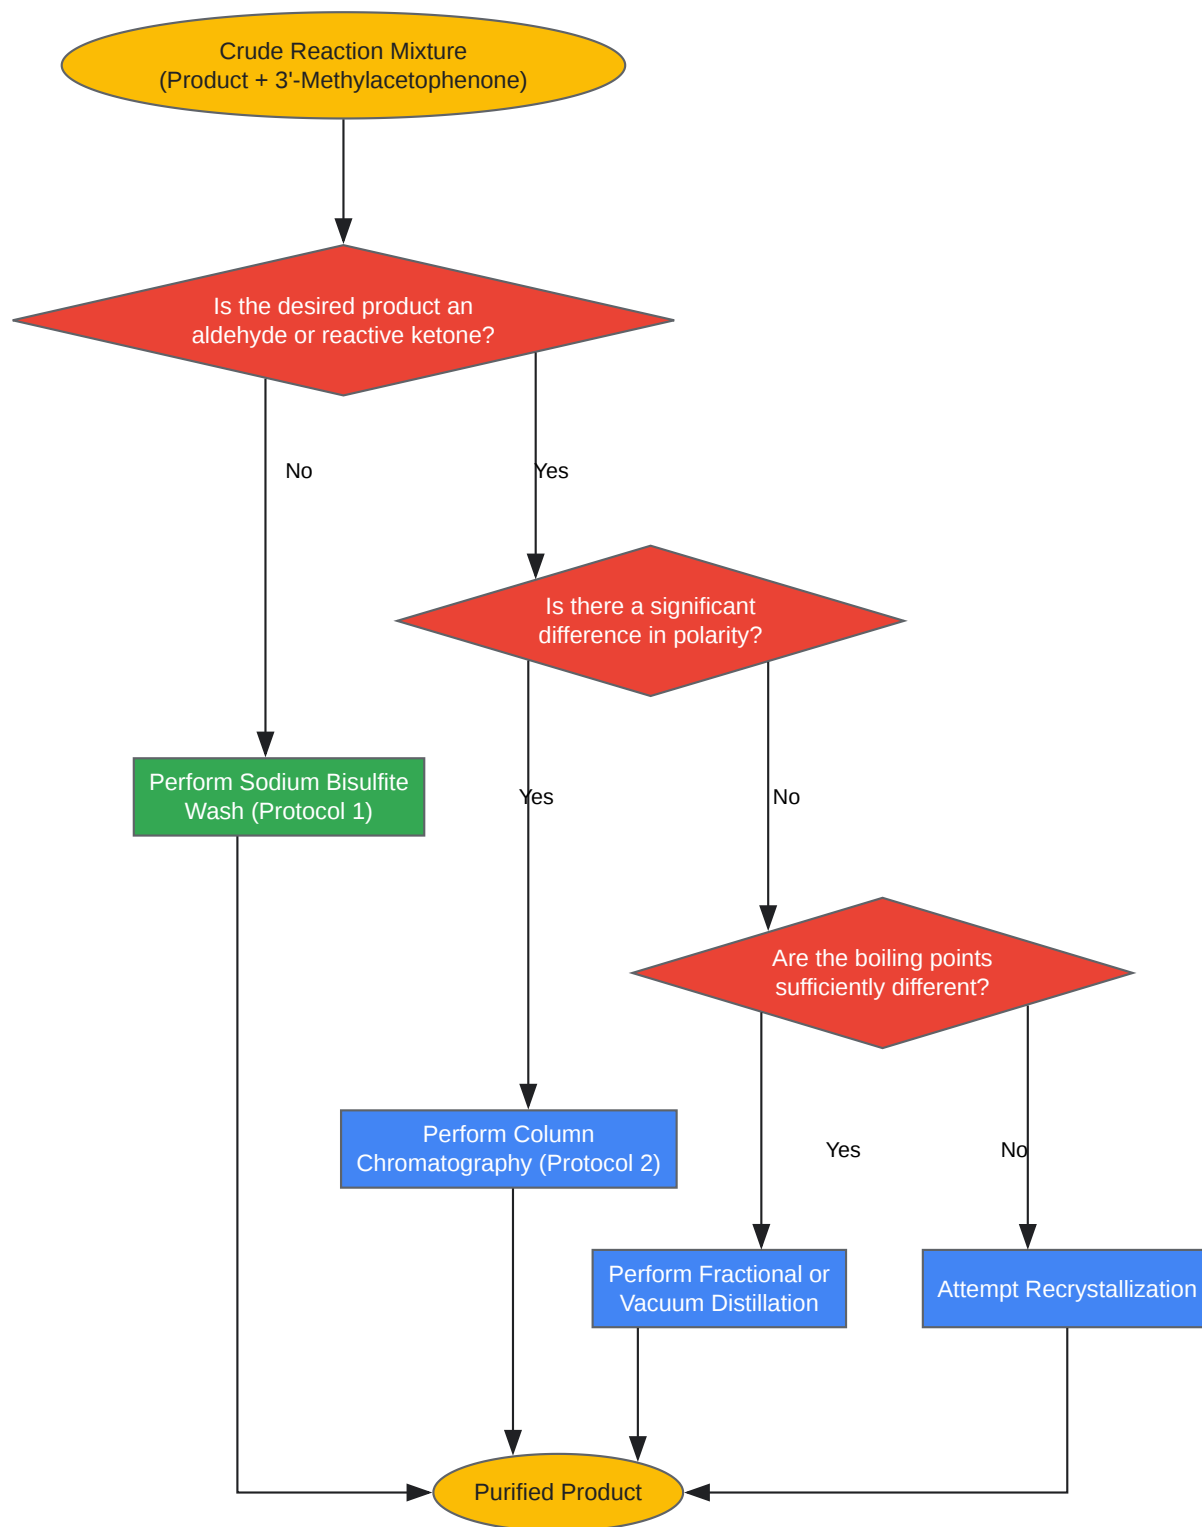 Crude Reaction Mixture
(Product + 3'-Methylacetophenone)
Is the desired product an
aldehyde or reactive ketone?
No
Yes
Is there a significant
difference in polarity?
Perform Sodium Bisulfite
Wash (Protocol 1)
Yes
No
Are the boiling points
sufficiently different?
Perform Column
Chromatography (Protocol 2)
Yes
No
Perform Fractional or
Vacuum Distillation
Attempt Recrystallization
Purified Product